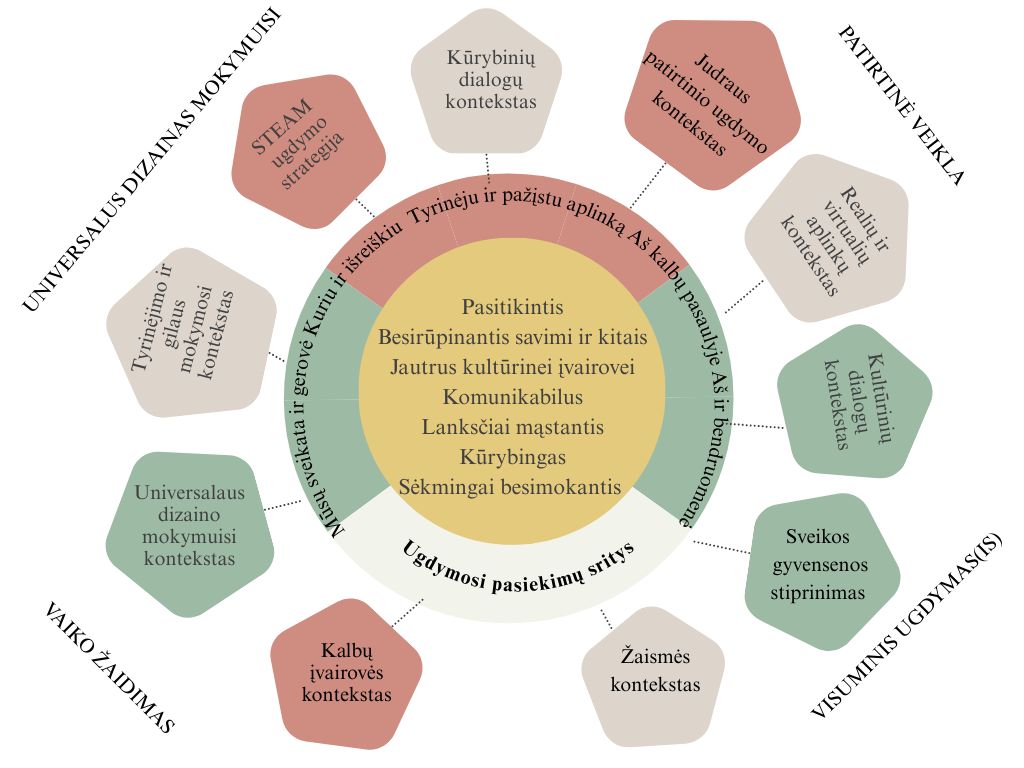 UNIVERSALUS DIZAINAS MOKYMUISI
PATIRTINĖ VEIKLA
Kūrybinių
dialogų
kontekstas
Judraus
patirtinio ugdymo
kontekstas
STEAM
ugdymo
strategija
Realių ir
virtualių
aplinkų
kontekstas
Tyrinėjimo ir
gilaus
mokymosi
kontekstas
Kultūrinių
dialogų
kontekstas
Mūsų sveikata ir gerovė Kuriu ir išreiškiu Tyrinėju ir pažįstu aplinką Aš kalbų pasaulyje Aš ir bendruomenė
Pasitikintis
Besirūpinantis savimi ir kitais
Jautrus kultūrinei įvairovei
Komunikabilus
Lanksčiai mąstantis
Kūrybingas
Sėkmingai besimokantis
Ugdymosi pasiekimų sritys
Universalaus
dizaino
mokymuisi
kontekstas
Sveikos
gyvensenos
stiprinimas
Kalbų
įvairovės
kontekstas
Žaismės
kontekstas
VAIKO ŽAIDIMAS
VISUMINIS UGDYMAS(IS)